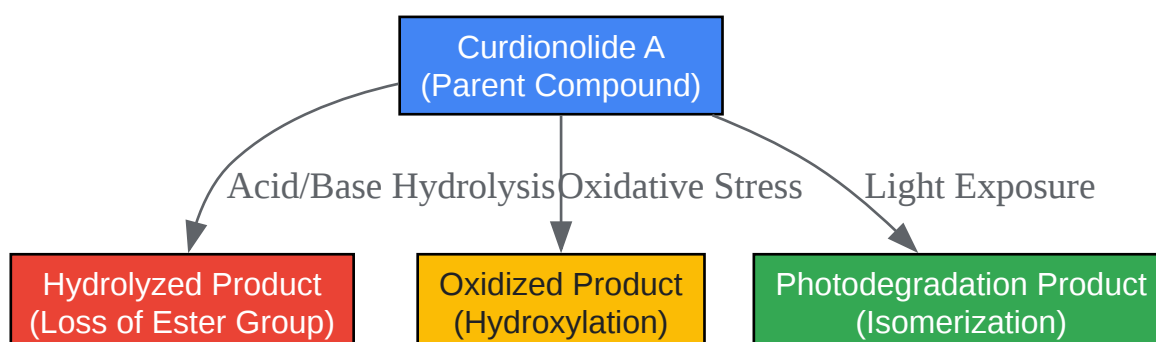 Curdionolide A
(Parent Compound)
Acid/Base Hydrolysis
Oxidative Stress
Light Exposure
Hydrolyzed Product
(Loss of Ester Group)
Oxidized Product
(Hydroxylation)
Photodegradation Product
(Isomerization)